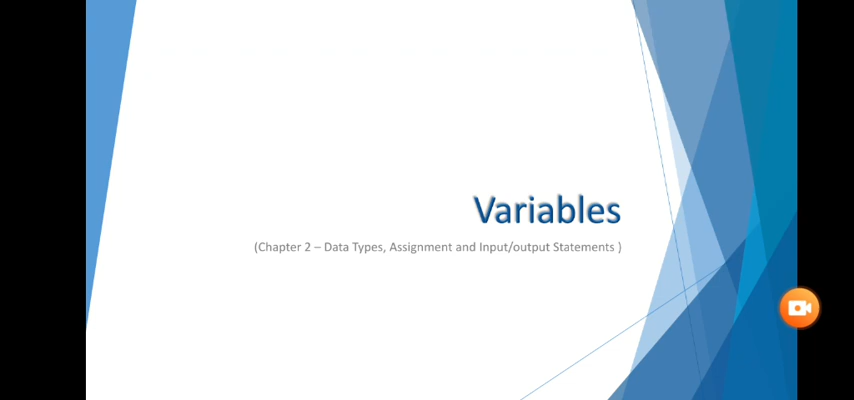 Variables
(Chapter 2 – Data Types, Assignment and Input/output Statements )